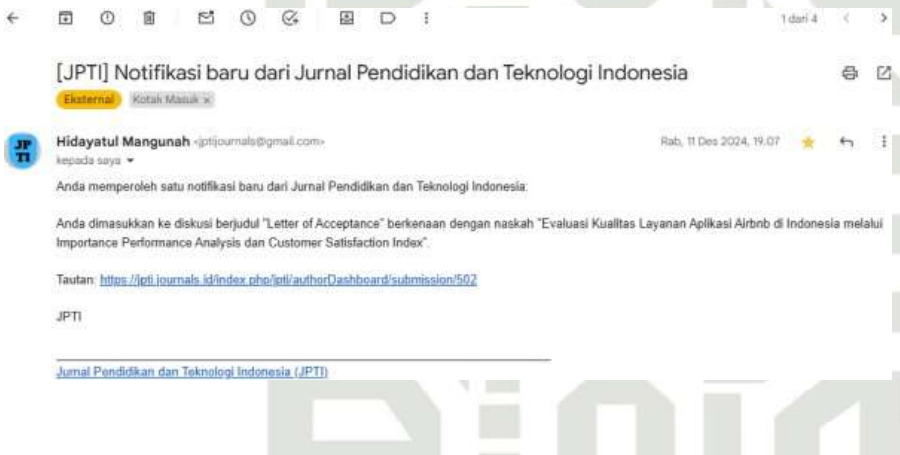 1 dari 4
[JPTI] Notifikasi baru dari Jurnal Pendidikan dan Teknologi Indonesia
Eksternal Kotak Masuk x
JP
TI
Hidayatul Mangunah <jptijournals@gmail.com>
Rab, 11 Des 2024, 19.07
kepada saya
Anda memperoleh satu notifikasi baru dari Jurnal Pendidikan dan Teknologi Indonesia:
Anda dimasukkan ke diskusi berjudul "Letter of Acceptance" berkenaan dengan naskah "Evaluasi Kualitas Layanan Aplikasi Airbnb di Indonesia melalui
Importance Performance Analysis dan Customer Satisfaction Index".
Tautan: https://jpti.journals.id/index.php/jpti/authorDashboard/submission/502
JPTI
Jurnal Pendidikan dan Teknologi Indonesia (JPTI)